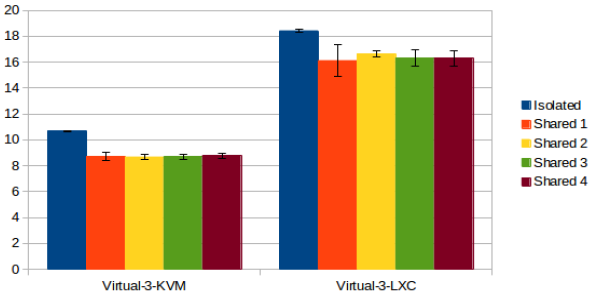 20
18
16
14
12
10
8
6
4
2
0
Virtual-3-KVM
Virtual-3-LXC
Isolated
Shared 1
Shared 2
Shared 3
Shared 4